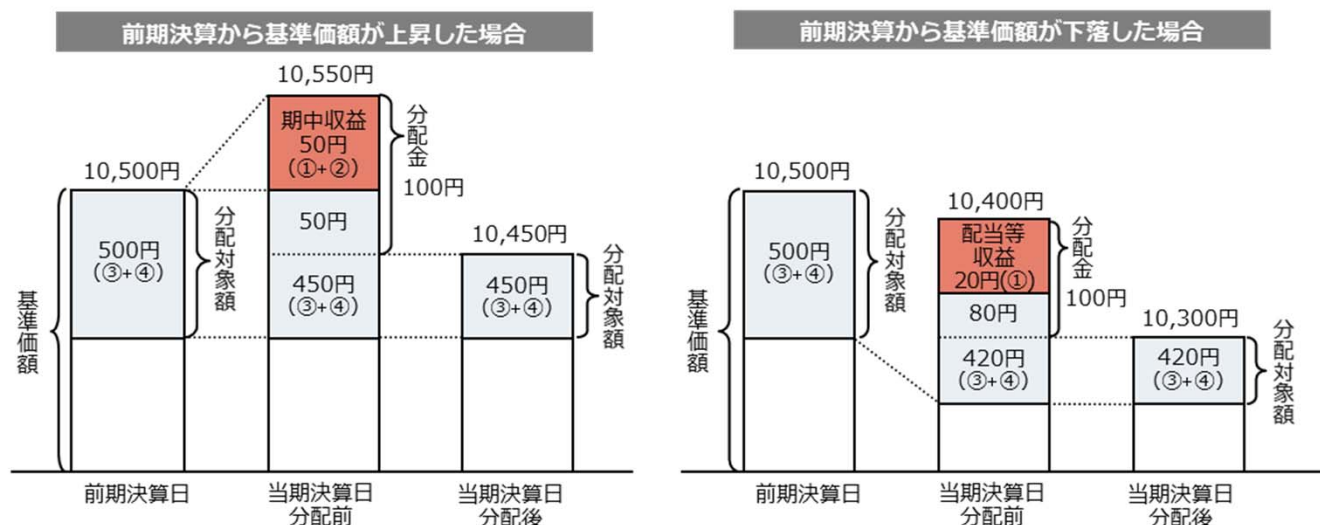 前期決算から基準価額が上昇した場合
10,550円
期中収益
50円
(①+②)
分配金
100円
10,500円
500円
(③+④)
分配対象額
50円
450円
(③+④)
10,450円
450円
(③+④)
分配対象額
基準価額
前期決算日
当期決算日
分配前
当期決算日
分配後
前期決算から基準価額が下落した場合
10,500円
500円
(③+④)
分配対象額
10,400円
配当等
収益
20円(①)
分配金
100円
80円
420円
(③+④)
10,300円
420円
(③+④)
分配対象額
基準価額
前期決算日
当期決算日
分配前
当期決算日
分配後